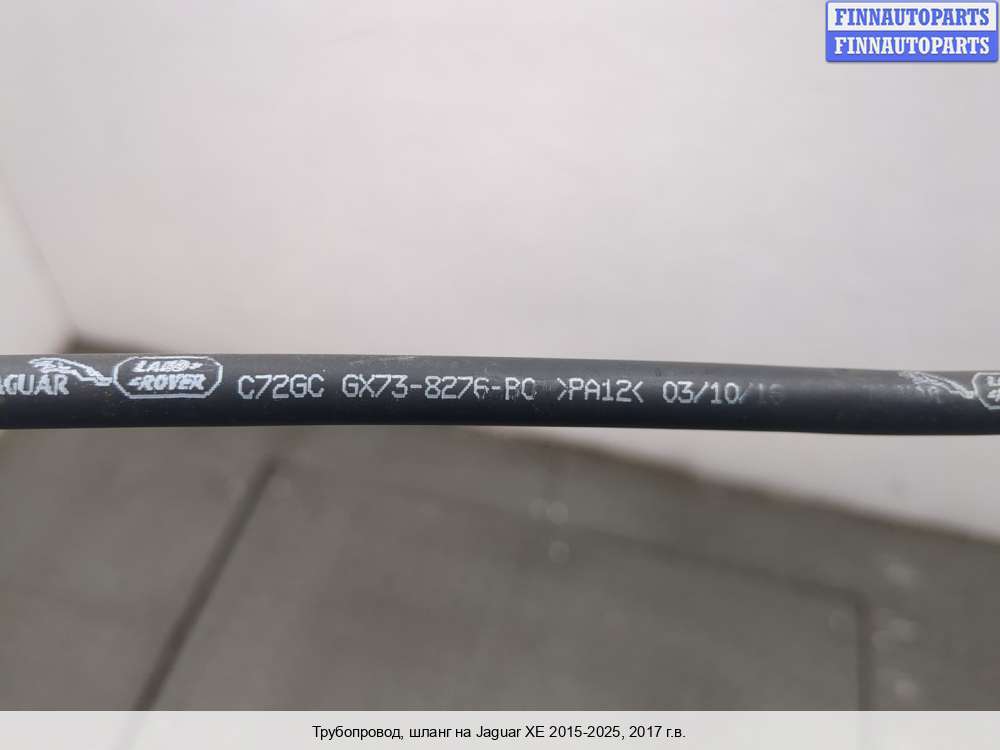 FINNAUTOPARTS
FINNAUTOPARTS
JAGUAR LAND ROVER C72GC GX73-8276-BC >PA12< 03/10/16
Трубопровод, шланг на Jaguar XE 2015-2025, 2017 г.в.